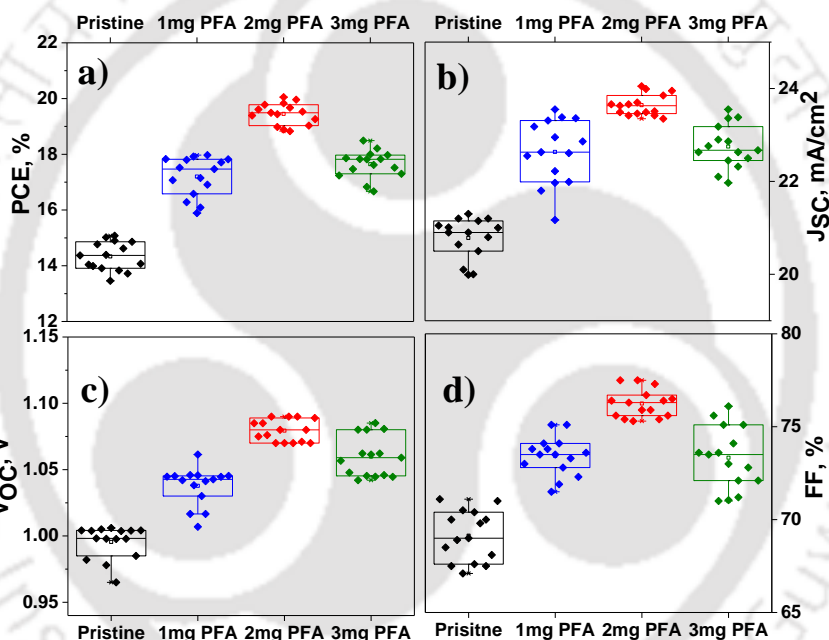 Pristine 1mg PFA 2mg PFA 3mg PFA Pristine 1mg PFA 2mg PFA 3mg PFA
22
20
18
16
14
12
PCE, %
a)
b)
24
22
20
JSC, mA/cm2
1.15
1.10
1.05
1.00
0.95
VOC, V
c)
d)
80
75
70
65
FF, %
Pristine 1mg PFA 2mg PFA 3mg PFA Prisitne 1mg PFA 2mg PFA 3mg PFA